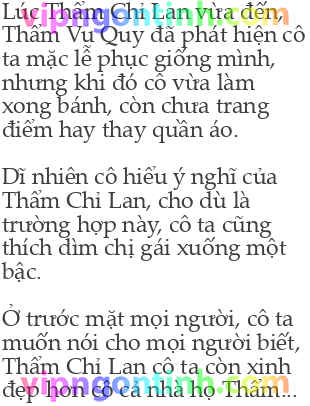 Lúc Thẩm Chỉ Lan vừa đến,
Thẩm Vu Quy đã phát hiện cô
ta mặc lễ phục giống mình,
nhưng khi đó cô vừa làm
xong bánh, còn chưa trang
điểm hay thay quần áo.
Dĩ nhiên cô hiểu ý nghĩ của
Thẩm Chỉ Lan, cho dù là
trường hợp này, cô ta cũng
thích dìm chị gái xuống một
bậc.
Ở trước mặt mọi người, cô ta
muốn nói cho mọi người biết,
Thẩm Chỉ Lan cô ta còn xinh
đẹp hơn cô cả nhà họ Thẩm...
vipngontinh.com
vipngontinh.com